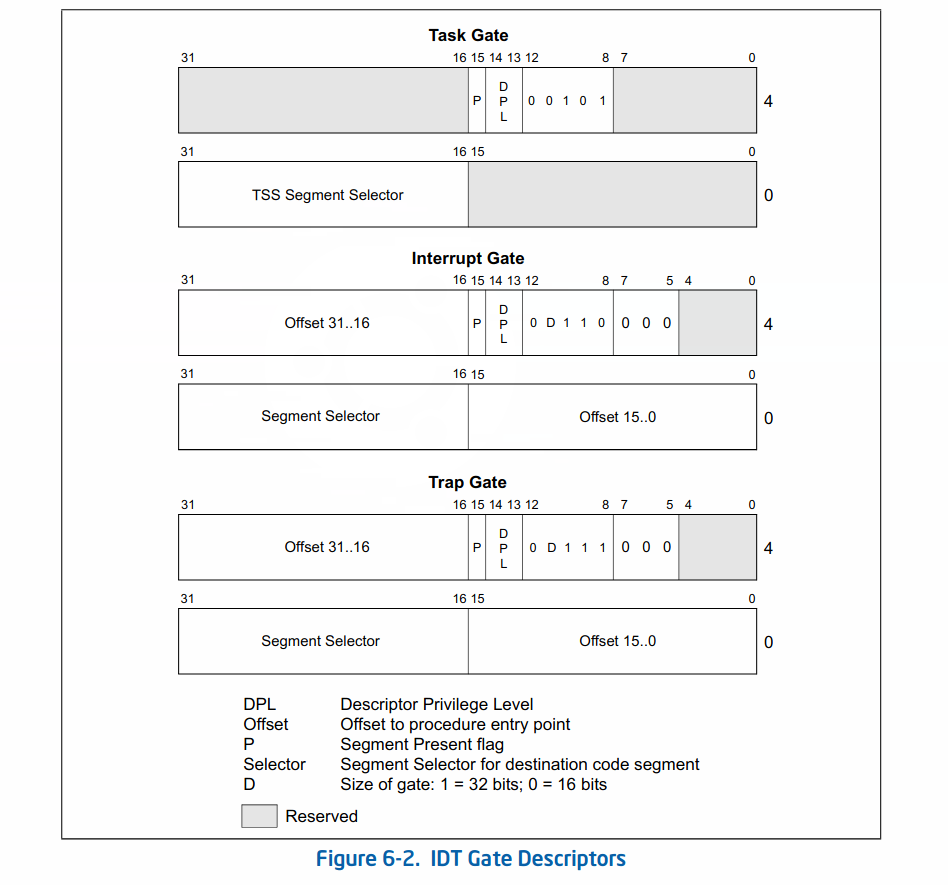 Task Gate
31 16 15 14 13 12 8 7 0
P D P L 0 0 1 0 1 4
31 16 15 0
TSS Segment Selector 0
Interrupt Gate
31 16 15 14 13 12 8 7 5 4 0
Offset 31..16 P D P L 0 D 1 1 0 0 0 0 4
31 16 15 0
Segment Selector Offset 15..0 0
Trap Gate
31 16 15 14 13 12 8 7 5 4 0
Offset 31..16 P D P L 0 D 1 1 1 0 0 0 4
31 16 15 0
Segment Selector Offset 15..0 0
DPL Descriptor Privilege Level
Offset Offset to procedure entry point
P Segment Present flag
Selector Segment Selector for destination code segment
D Size of gate: 1 = 32 bits; 0 = 16 bits
Reserved
Figure 6-2. IDT Gate Descriptors